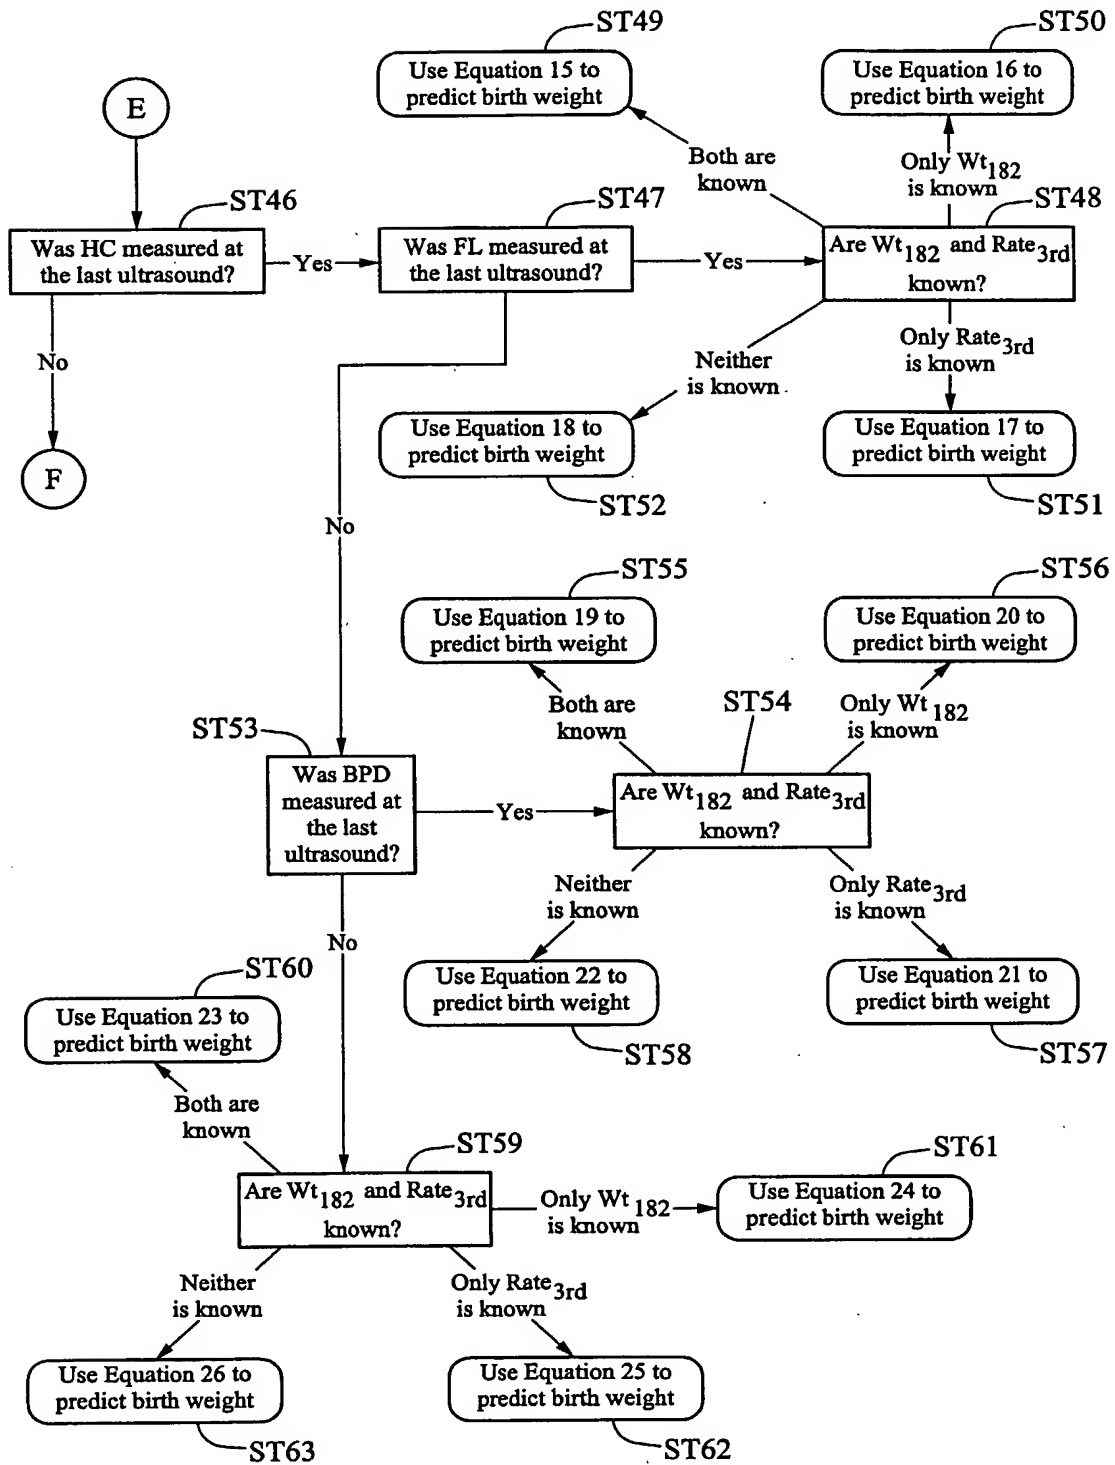 ST49
ST50
Use Equation 15 to
predict birth weight
Use Equation 16 to
predict birth weight
E
Both are
known
Only Wt182
is known
ST46
ST47
ST48
Was HC measured at
the last ultrasound?
Yes
Was FL measured at
the last ultrasound?
Yes
Are Wt182 and Rate3rd
known?
No
Neither
is known
Only Rate3rd
is known
F
Use Equation 18 to
predict birth weight
Use Equation 17 to
predict birth weight
ST52
ST51
No
ST55
ST56
Use Equation 19 to
predict birth weight
Use Equation 20 to
predict birth weight
ST53
Both are
known
ST54
Only Wt182
is known
Was BPD
measured at
the last
ultrasound?
Yes
Are Wt182 and Rate3rd
known?
Neither
is known
Only Rate3rd
is known
No
Use Equation 22 to
predict birth weight
Use Equation 21 to
predict birth weight
ST58
ST57
ST60
Use Equation 23 to
predict birth weight
Both are
known
ST59
ST61
Are Wt182 and Rate3rd
known?
Only Wt182
is known
Use Equation 24 to
predict birth weight
Neither
is known
Only Rate3rd
is known
Use Equation 26 to
predict birth weight
Use Equation 25 to
predict birth weight
ST63
ST62